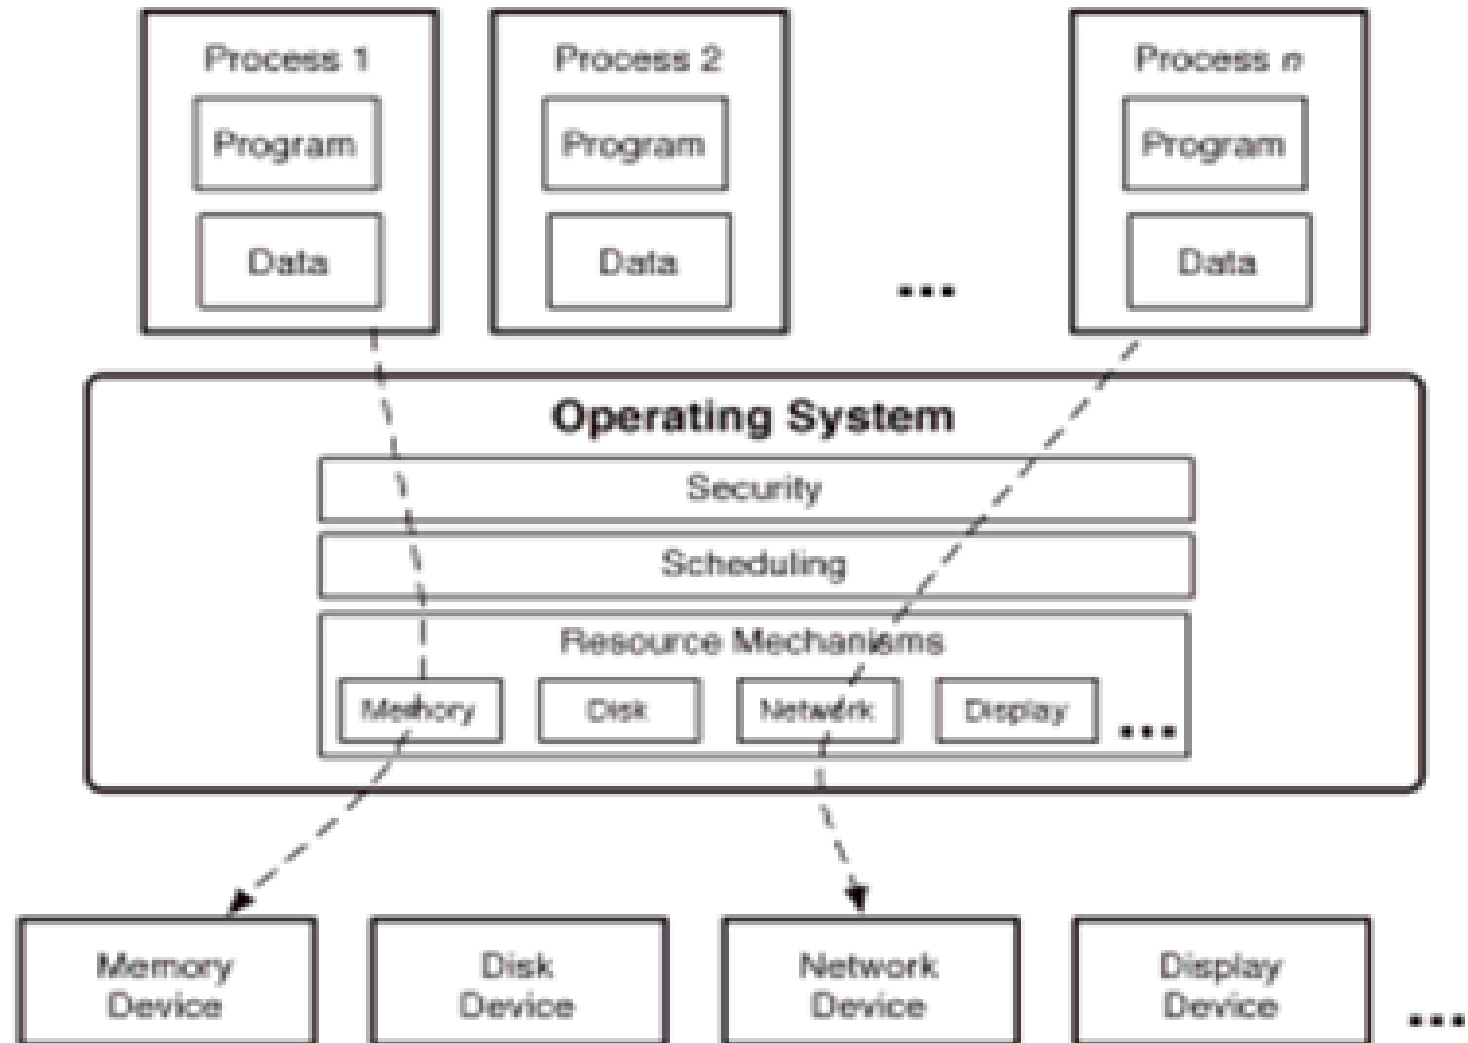 Process 1
Process 2
Process n
Program
Program
Program
Data
Data
Data
...
Operating System
Security
Scheduling
Resource Mechanisms
Memory
Disk
Network
Display
...
Memory
Device
Disk
Device
Network
Device
Display
Device
...